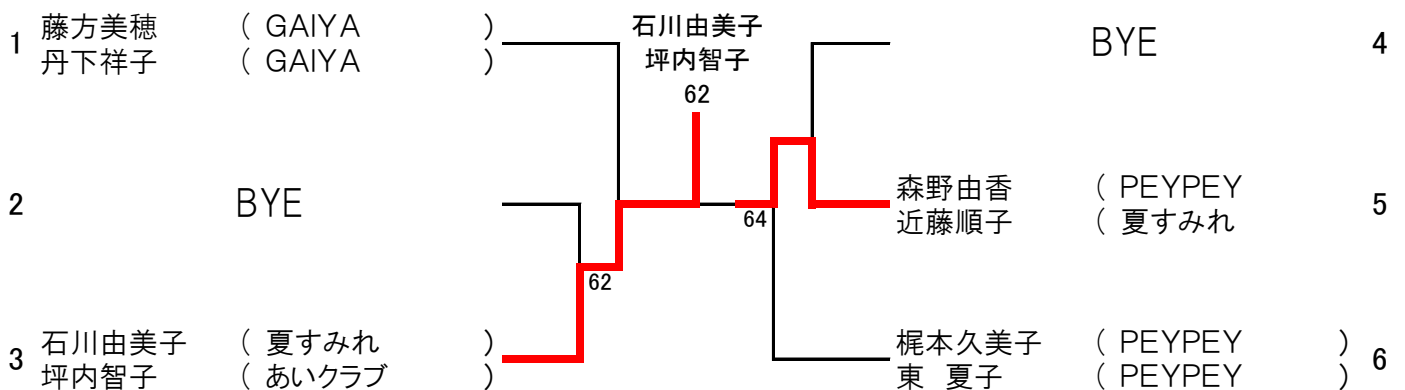 1 藤方美穂 ( GAIYA )
丹下祥子 ( GAIYA )
2 BYE
3 石川由美子 ( 夏すみれ )
坪内智子 ( あいクラブ )
62
石川由美子
坪内智子
62
64
BYE 4
森野由香 ( PEYPEY
近藤順子 ( 夏すみれ
5
梶本久美子 ( PEYPEY )
東 夏子 ( PEYPEY )
6